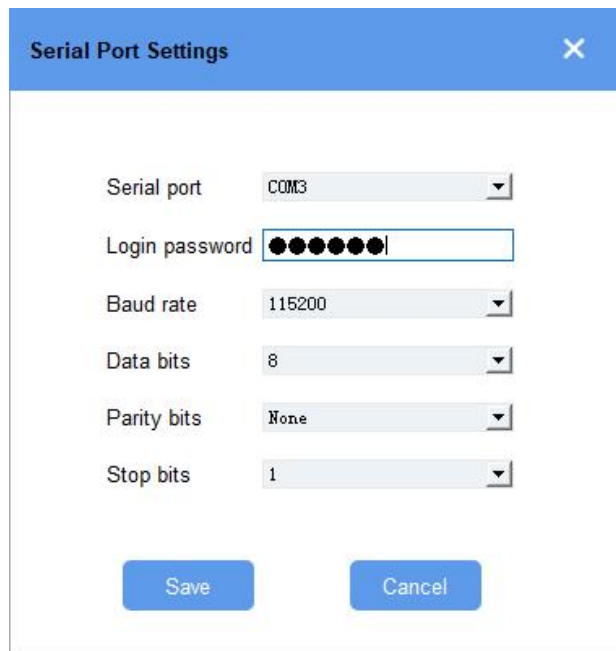 Serial Port Settings
Serial port COM3
Login password ●●●●●●
Baud rate 115200
Data bits 8
Parity bits None
Stop bits 1
Save Cancel